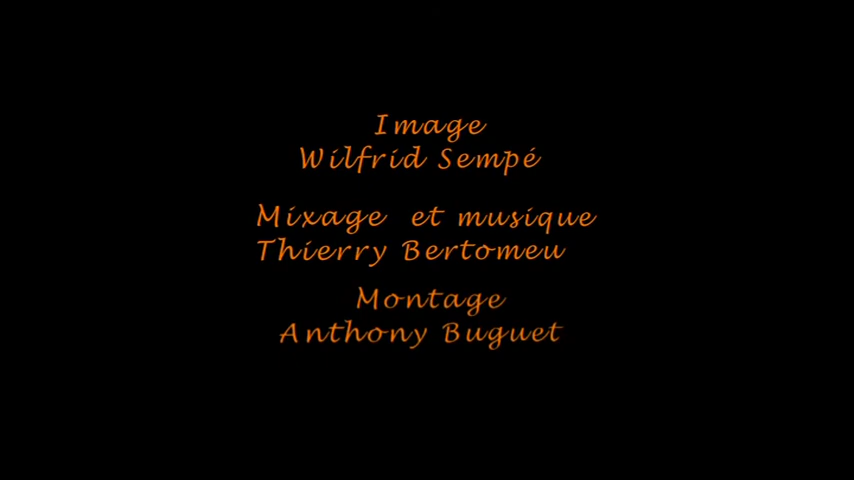 Image
Wilfrid Sempé
Mixage et musique
Thierry Bertomeu
Montage
Anthony Buguet